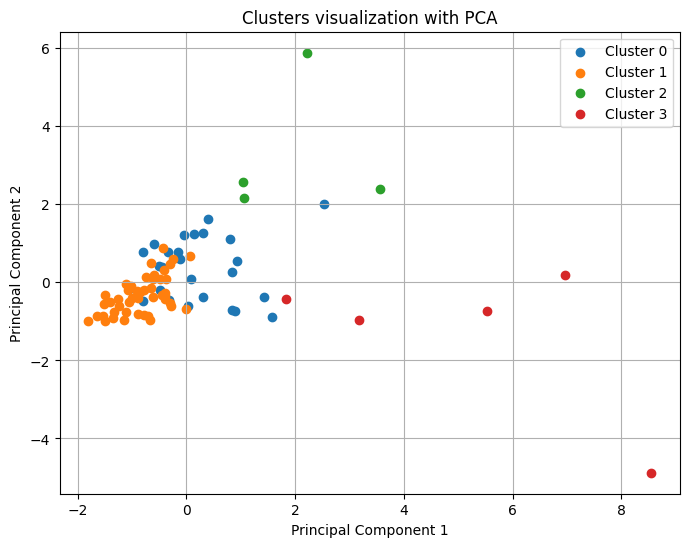 Clusters visualization with PCA
Cluster 0
Cluster 1
Cluster 2
Cluster 3
Principal Component 2
6
4
2
0
−2
−4
−2
0
2
4
6
8
Principal Component 1